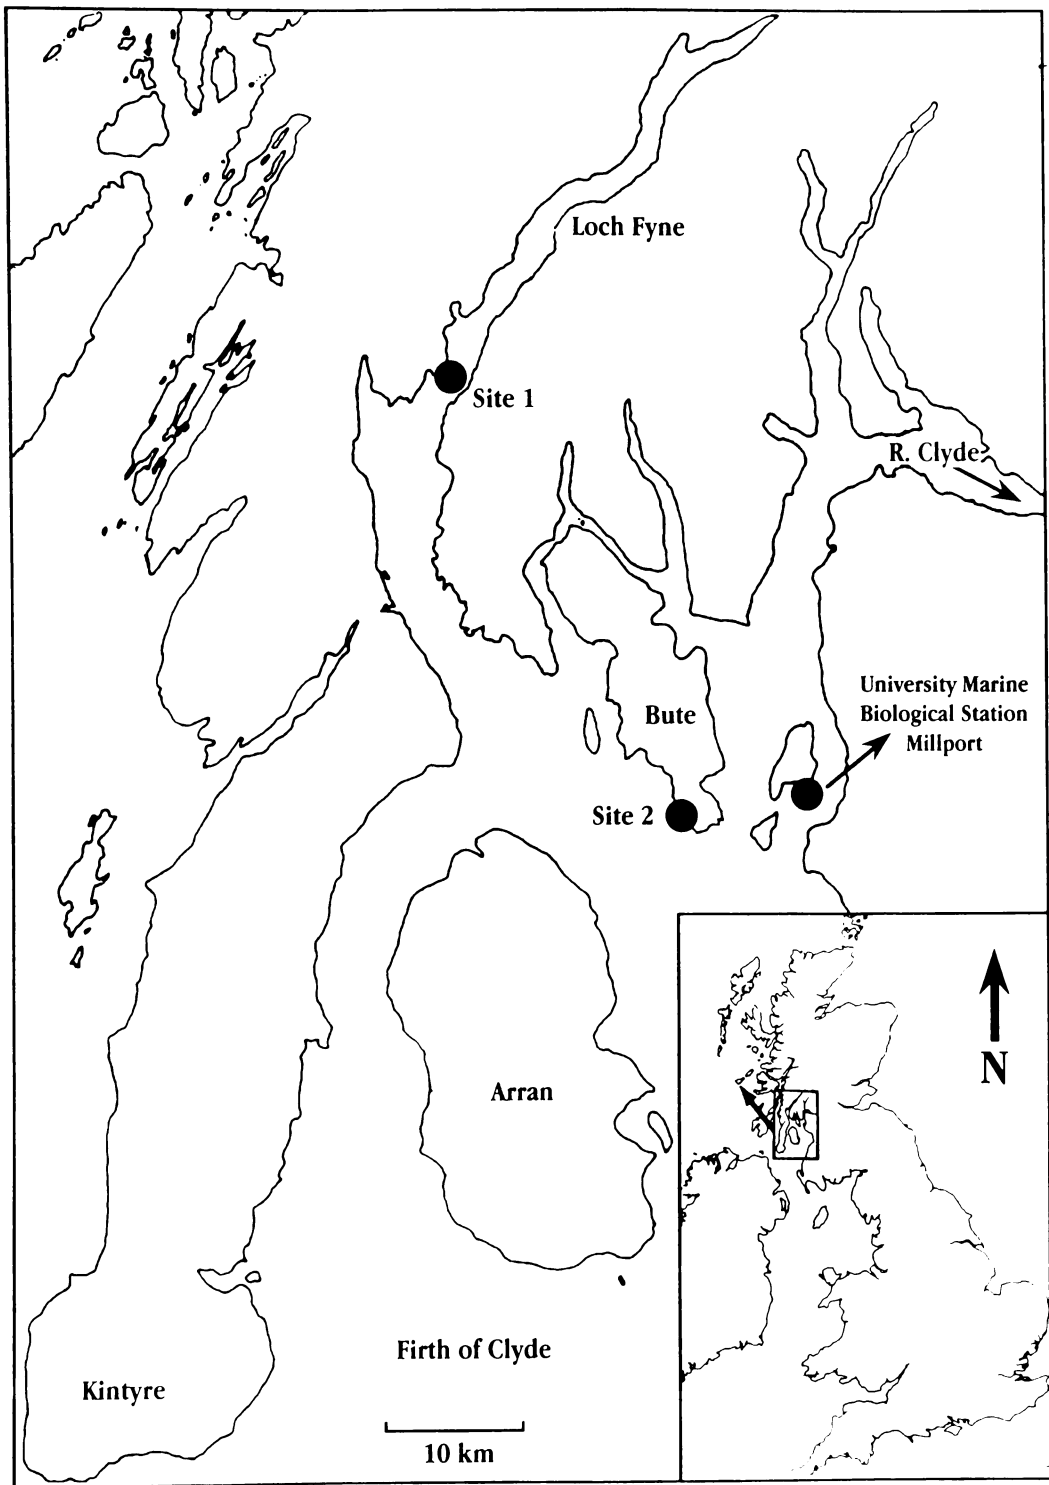 Loch Fyne
Site 1
R. Clyde
University Marine
Biological Station
Millport
Bute
Site 2
Arran
N
Firth of Clyde
Kintyre
10 km